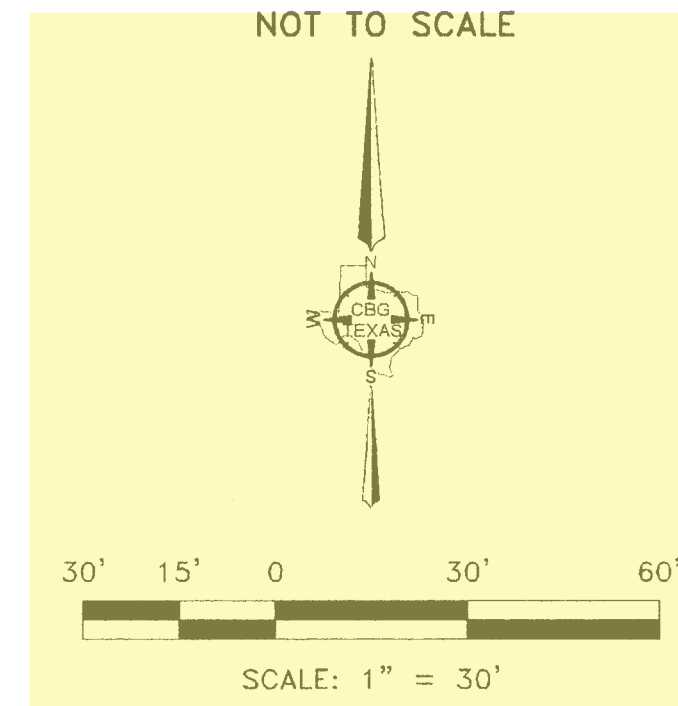 NOT TO SCALE
N
W CBG E
TEXAS
S
30' 15' 0 30' 60'
SCALE: 1" = 30'